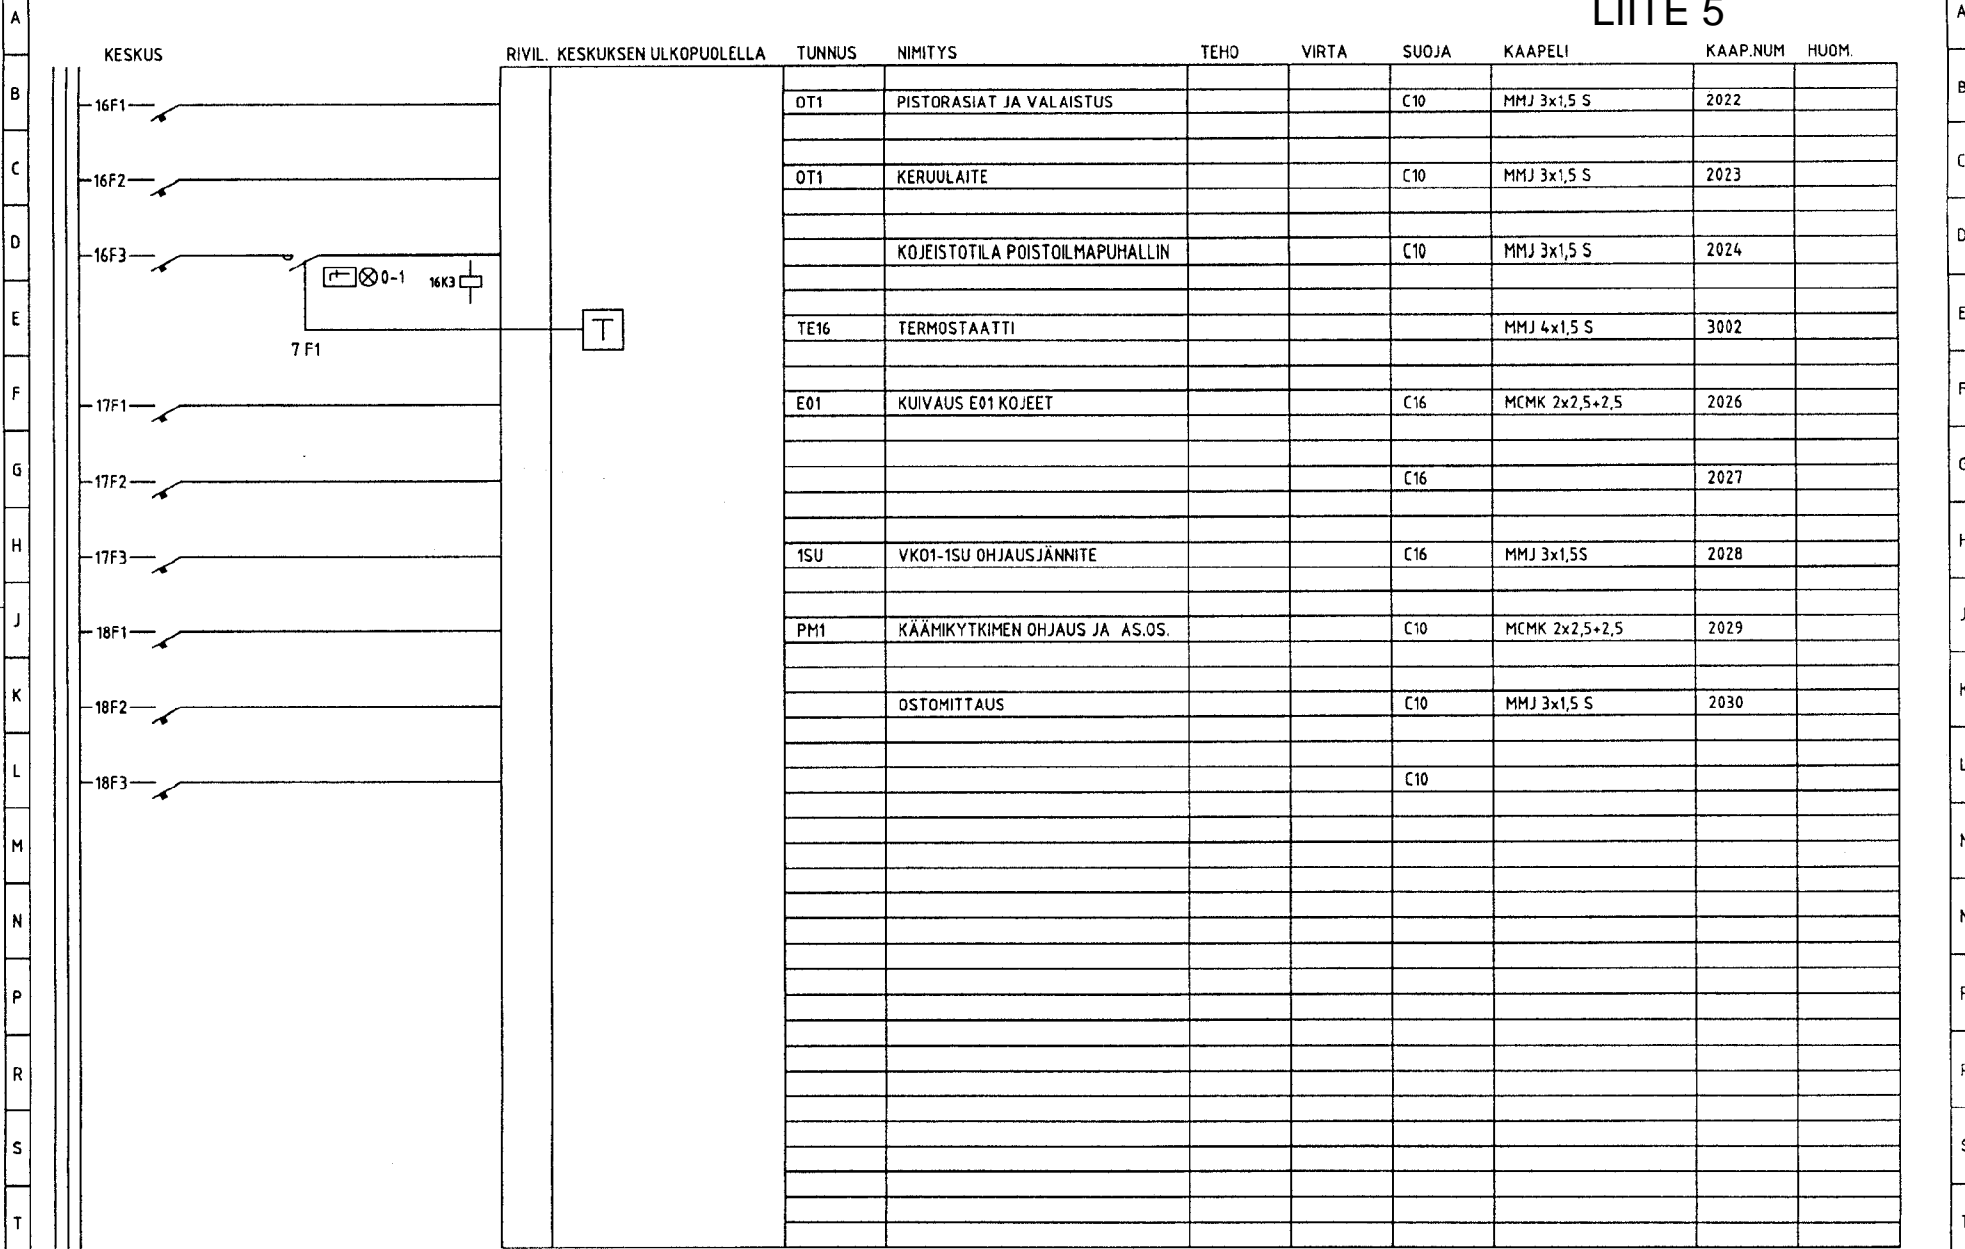 LIITE 5
A A
KESKUS RIVIL. KESKUKSEN ULKOPUOLELLA TUNNUS NIMITYS TEHO VIRTA SUOJA KAAPELI KAAP.NUM HUOM.
B 16F1 OT1 PISTORASIAT JA VALAISTUS C10 MMJ 3x1,5 S 2022 B
C 16F2 OT1 KERUULAITE C10 MMJ 3x1,5 S 2023 C
D 16F3 KOJEISTOTILA POISTOILMAPUHALLIN C10 MMJ 3x1,5 S 2024 D
0-1 16K3
E T TE16 TERMOSTAATTI MMJ 4x1,5 S 3002 E
7 F1
F 17F1 E01 KUIVAUS E01 KOJEET C16 MCMK 2x2,5+2,5 2026 F
G 17F2 C16 2027 G
H 17F3 1SU VK01-1SU OHJAUSJÄNNITE C16 MMJ 3x1,5S 2028 H
J 18F1 PM1 KÄÄMIKYTKIMEN OHJAUS JA AS.OS. C10 MCMK 2x2,5+2,5 2029 J
K 18F2 OSTOMITTAUS C10 MMJ 3x1,5 S 2030 K
L 18F3 C10 L
M
N
P
R
S S
T T